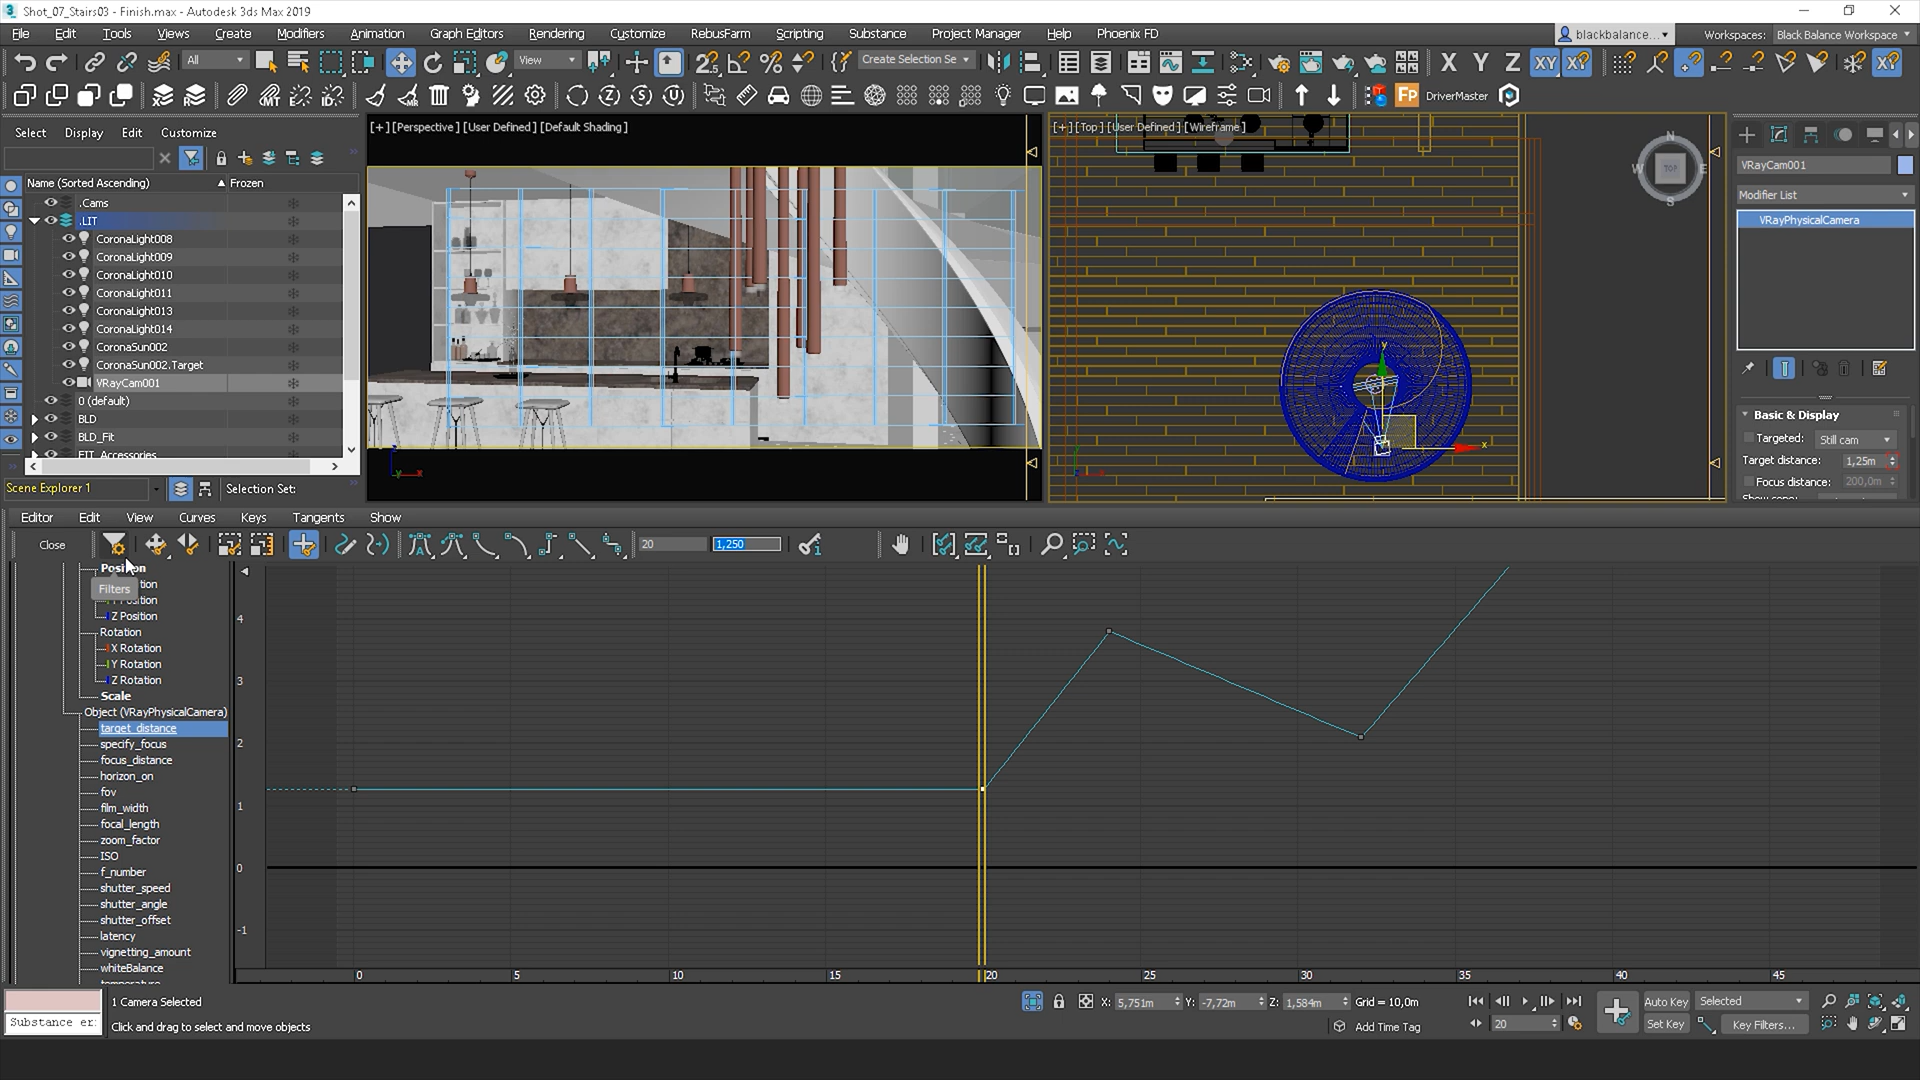 Shot_07_Stairs03 - Finish.max - Autodesk 3ds Max 2019
File Edit Tools Views Create Modifiers Animation Graph Editors Rendering Customize RebusFarm Scripting Substance Project Manager Help Phoenix FD
blackbalance... Workspaces: Black Balance Workspace
All View Create Selection Se X Y Z XY XY
FP DriverMaster
Select Display Edit Customize
Name (Sorted Ascending) Frozen
.Cams
.LIT
CoronaLight008
CoronaLight009
CoronaLight010
CoronaLight011
CoronaLight013
CoronaLight014
CoronaSun002
CoronaSun002.Target
VRayCam001
0 (default)
BLD
BLD_Fit
FIT_Accessories
Scene Explorer 1 Selection Set:
[+] [Perspective] [User Defined] [Default Shading]
[+] [Top] [User Defined] [Wireframe]
N
W TOP E
S
y
x
VRayCam001
Modifier List
VRayPhysicalCamera
Basic & Display
Targeted: Still cam
Target distance: 1,25m
Focus distance: 200,0m
Editor Edit View Curves Keys Tangents Show
Close 20 1,250
Position
Filters
Z Position
Rotation
X Rotation
Y Rotation
Z Rotation
Scale
Object (VRayPhysicalCamera)
target_distance
specify_focus
focus_distance
horizon_on
fov
film_width
focal_length
zoom_factor
ISO
f_number
shutter_speed
shutter_angle
shutter_offset
latency
vignetting_amount
whiteBalance
4
3
2
1
0
-1
0 5 10 15 20 25 30 35 40 45
1 Camera Selected
Substance er:
Click and drag to select and move objects
X: 5,751m Y: -7,72m Z: 1,584m Grid = 10,0m
Add Time Tag
20
Auto Key Selected
Set Key Key Filters...